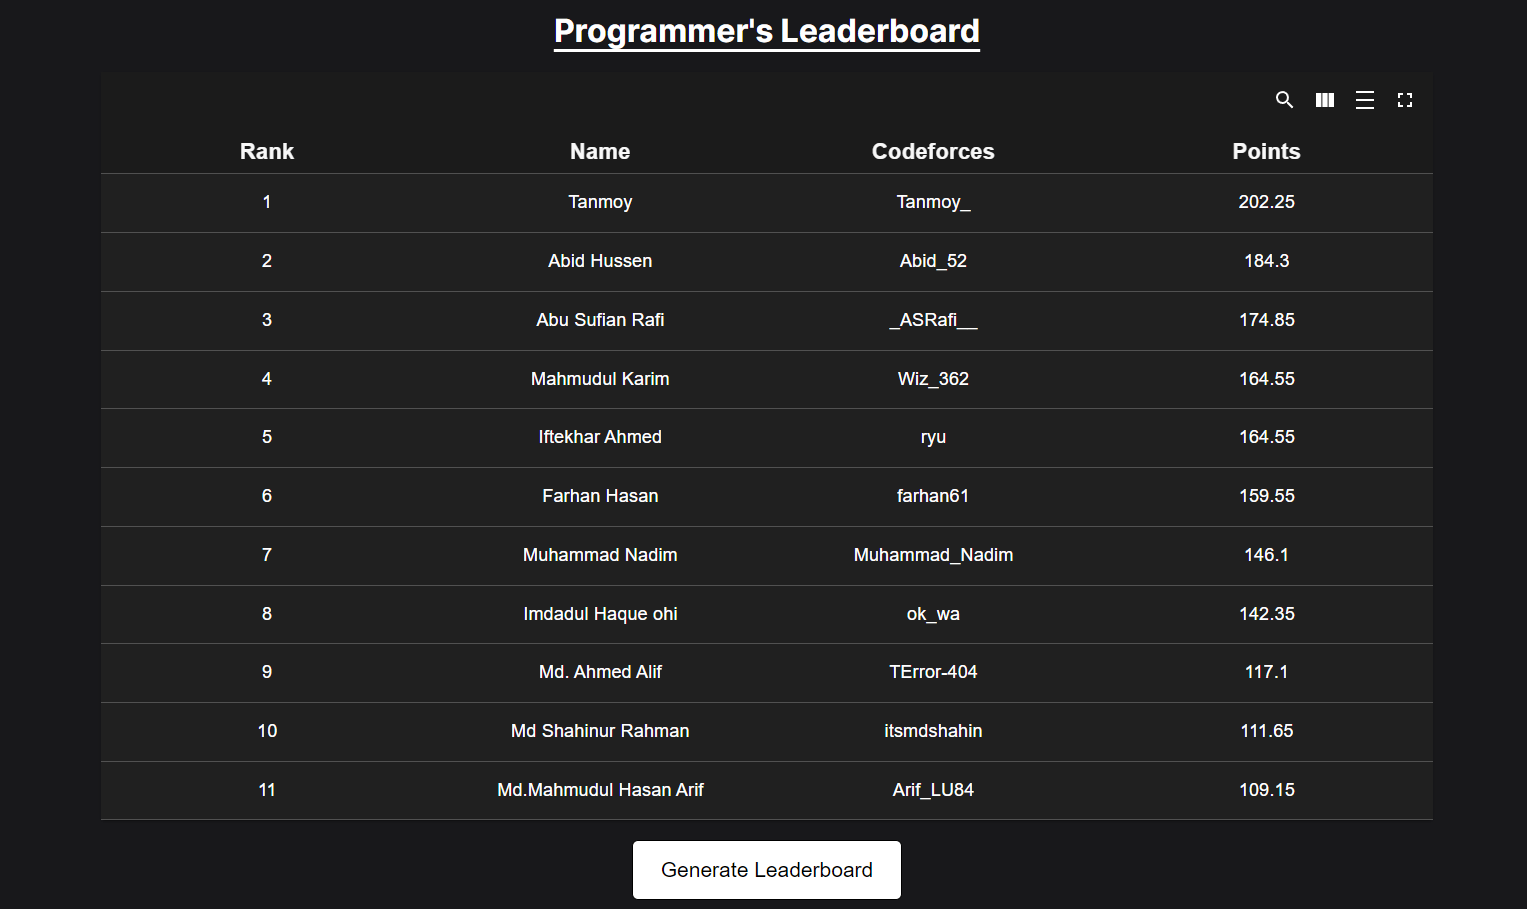 Programmer's Leaderboard
Rank Name Codeforces Points
1 Tanmoy Tanmoy_ 202.25
2 Abid Hussen Abid_52 184.3
3 Abu Sufian Rafi _ASRafi__ 174.85
4 Mahmudul Karim Wiz_362 164.55
5 Iftekhar Ahmed ryu 164.55
6 Farhan Hasan farhan61 159.55
7 Muhammad Nadim Muhammad_Nadim 146.1
8 Imdadul Haque ohi ok_wa 142.35
9 Md. Ahmed Alif TError-404 117.1
10 Md Shahinur Rahman itsmdshahin 111.65
11 Md.Mahmudul Hasan Arif Arif_LU84 109.15
Generate Leaderboard